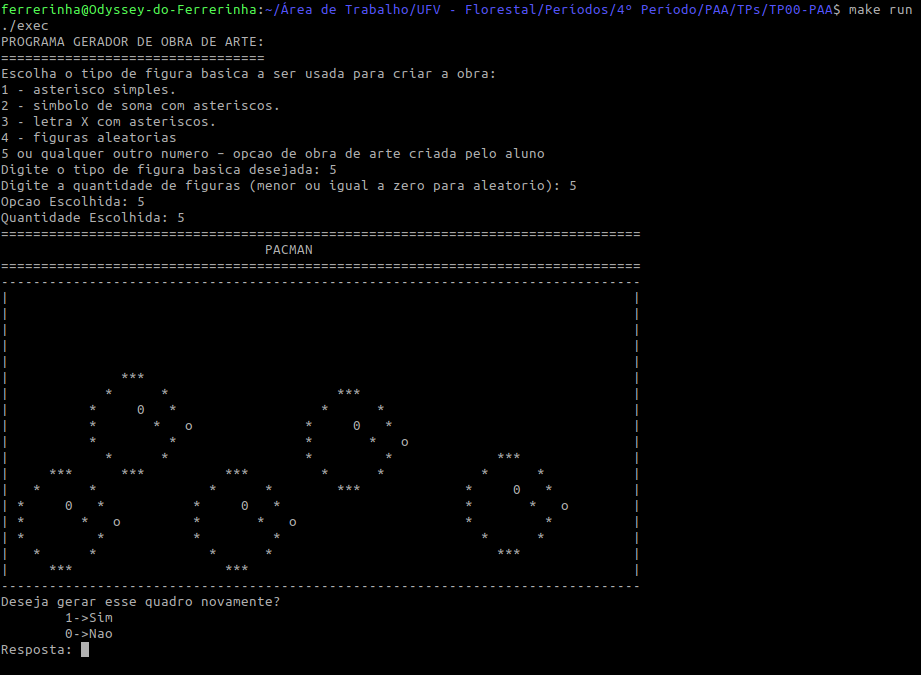 ferrerinha@Odyssey-do-Ferrerinha:~/Área de Trabalho/UFV - Florestal/Periodos/4º Periodo/PAA/TPs/TP00-PAA$ make run
./exec
PROGRAMA GERADOR DE OBRA DE ARTE:
=================================
Escolha o tipo de figura basica a ser usada para criar a obra:
1 - asterisco simples.
2 - simbolo de soma com asteriscos.
3 - letra X com asteriscos.
4 - figuras aleatorias
5 ou qualquer outro numero – opcao de obra de arte criada pelo aluno
Digite o tipo de figura basica desejada: 5
Digite a quantidade de figuras (menor ou igual a zero para aleatorio): 5
Opcao Escolhida: 5
Quantidade Escolhida: 5
================================================================================
                                 PACMAN
================================================================================
--------------------------------------------------------------------------------
|                                                                              |
|                                                                              |
|                                                                              |
|                                                                              |
|                                                                              |
|              ***                                                             |
|            *      *                     ***                                  |
|          *     0   *                  *      *                               |
|          *       *   o              *     0   *                              |
|          *         *                *       *   o                            |
|            *      *                 *         *             ***              |
|     ***      ***          ***         *      *            *      *           |
|   *      *              *      *        ***             *     0   *          |
| *     0   *           *     0   *                       *       *   o        |
| *       *   o         *       *   o                     *         *          |
| *         *           *         *                         *      *           |
|   *      *              *      *                            ***              |
|     ***                   ***                                                |
--------------------------------------------------------------------------------
Deseja gerar esse quadro novamente?
        1->Sim
        0->Nao
Resposta: